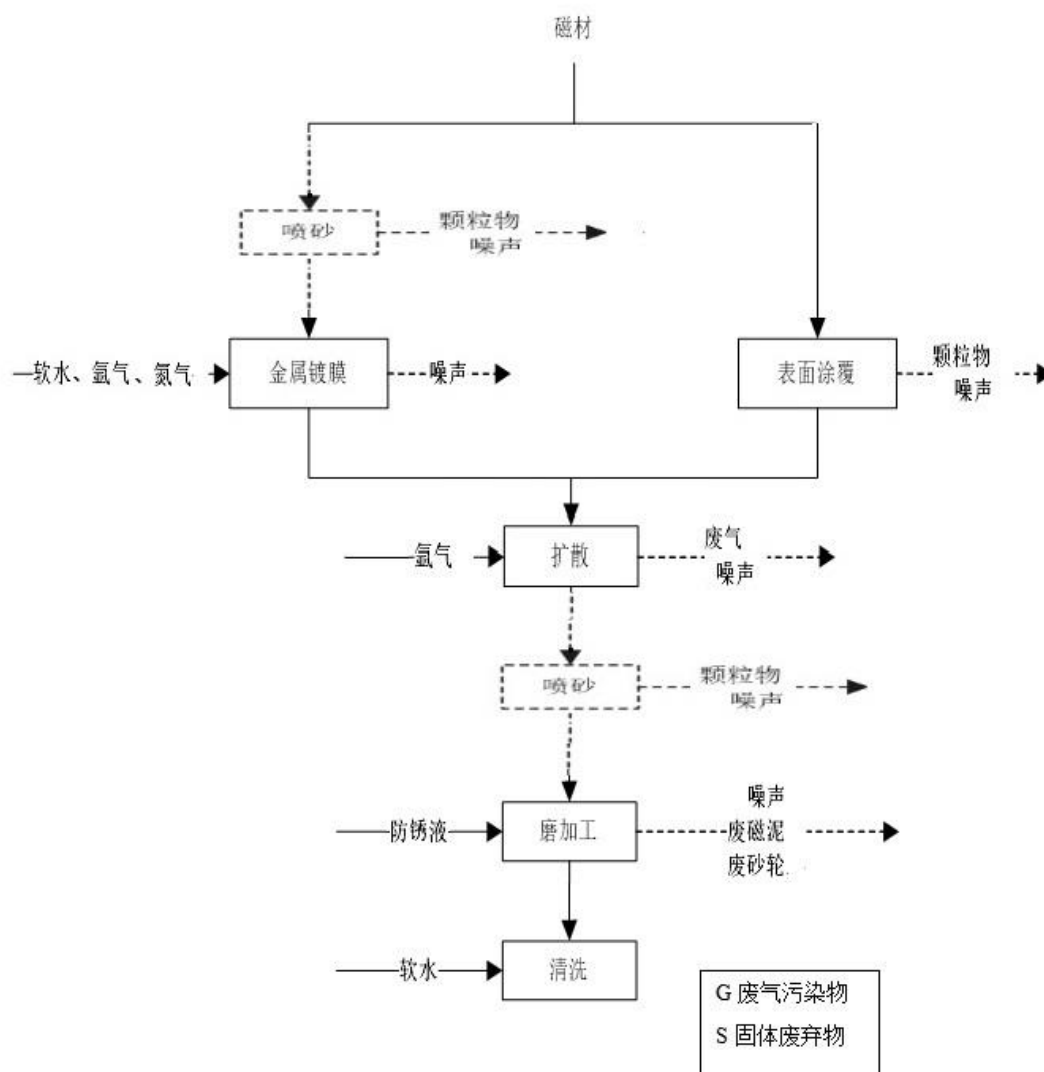 磁材
喷砂
颗粒物
噪声
软水、氩气、氮气
金属镀膜
噪声
表面涂覆
颗粒物
噪声
氩气
扩散
废气
噪声
喷砂
颗粒物
噪声
防锈液
磨加工
噪声
废磁泥
废砂轮
软水
清洗
G 废气污染物
S 固体废弃物